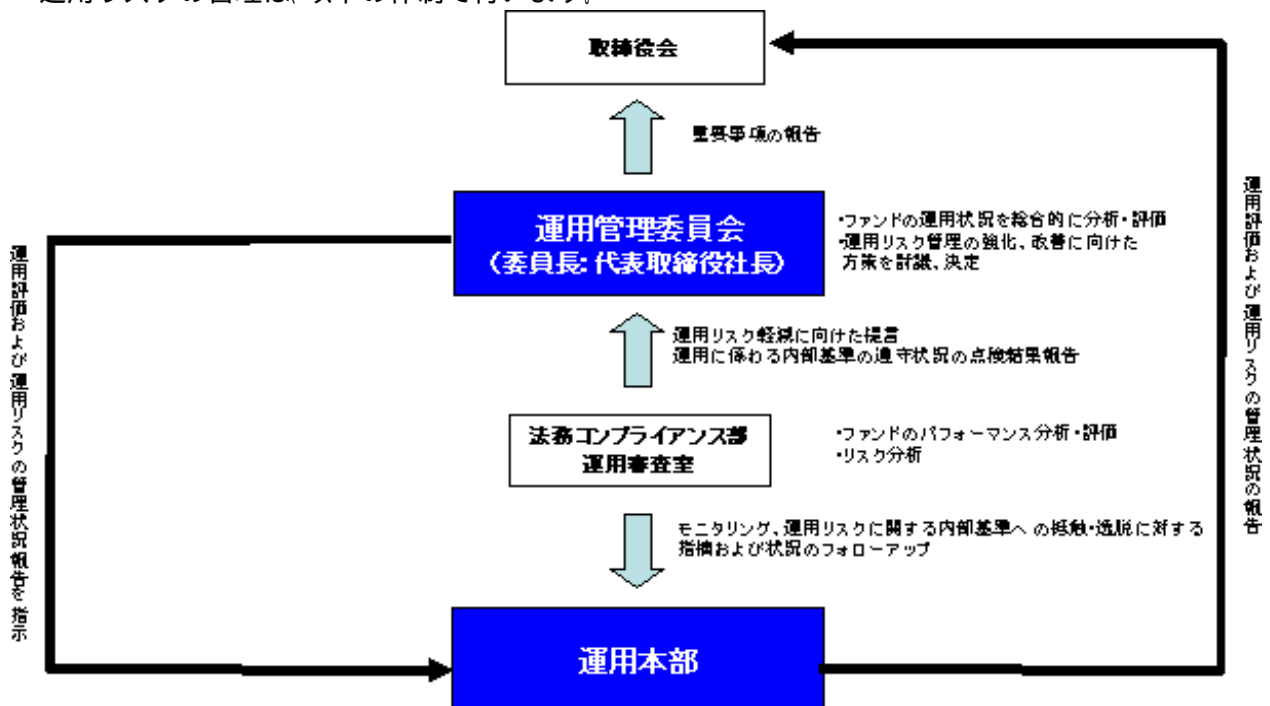 運用リスクの管理は、以下の体制で行います。
取締役会
重要事項の報告
運用管理委員会
（委員長：代表取締役社長）
・ファンドの運用状況を総合的に分析・評価
・運用リスク管理の強化、改善に向けた
方策を討議、決定
運用リスク軽減に向けた提言
運用に係わる内部基準の遵守状況の点検結果報告
法務コンプライアンス部
運用審査室
・ファンドのパフォーマンス分析・評価
・リスク分析
モニタリング、運用リスクに関する内部基準への抵触・逸脱に対する
指摘および状況のフォローアップ
運用本部
運用評価および運用リスクの管理状況報告を指示
運用評価および運用リスクの管理状況の報告